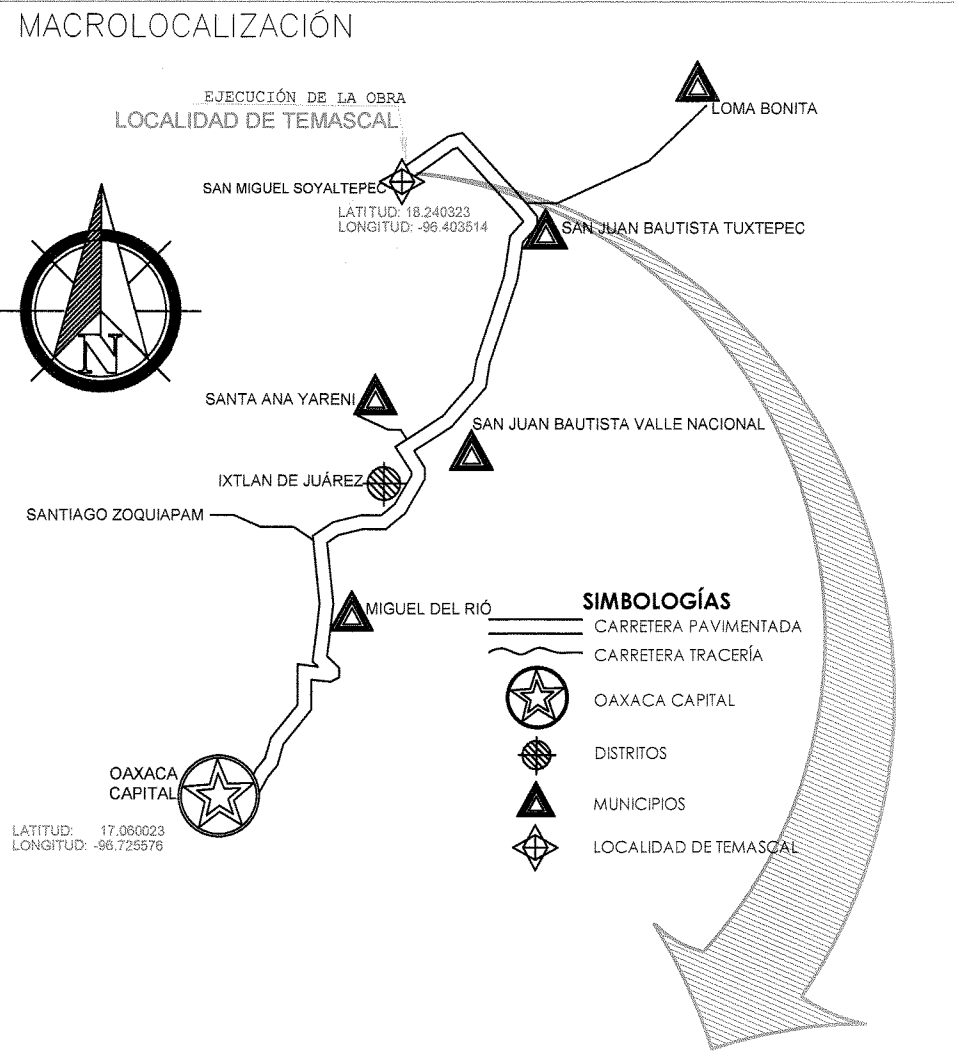 MACROLOCALIZACIÓN
EJECUCIÓN DE LA OBRA
LOCALIDAD DE TEMASCAL
LOMA BONITA
SAN MIGUEL SOYALTEPEC
LATITUD: 18.240323
LONGITUD: -96.403514
SAN JUAN BAUTISTA TUXTEPEC
N
SANTA ANA YARENI
SAN JUAN BAUTISTA VALLE NACIONAL
IXTLAN DE JUÁREZ
SANTIAGO ZOQUIAPAM
MIGUEL DEL RIÓ
SIMBOLOGÍAS
CARRETERA PAVIMENTADA
CARRETERA TRACERÍA
OAXACA CAPITAL
DISTRITOS
MUNICIPIOS
LOCALIDAD DE TEMASCAL
OAXACA
CAPITAL
LATITUD: 17.060023
LONGITUD: -96.725576